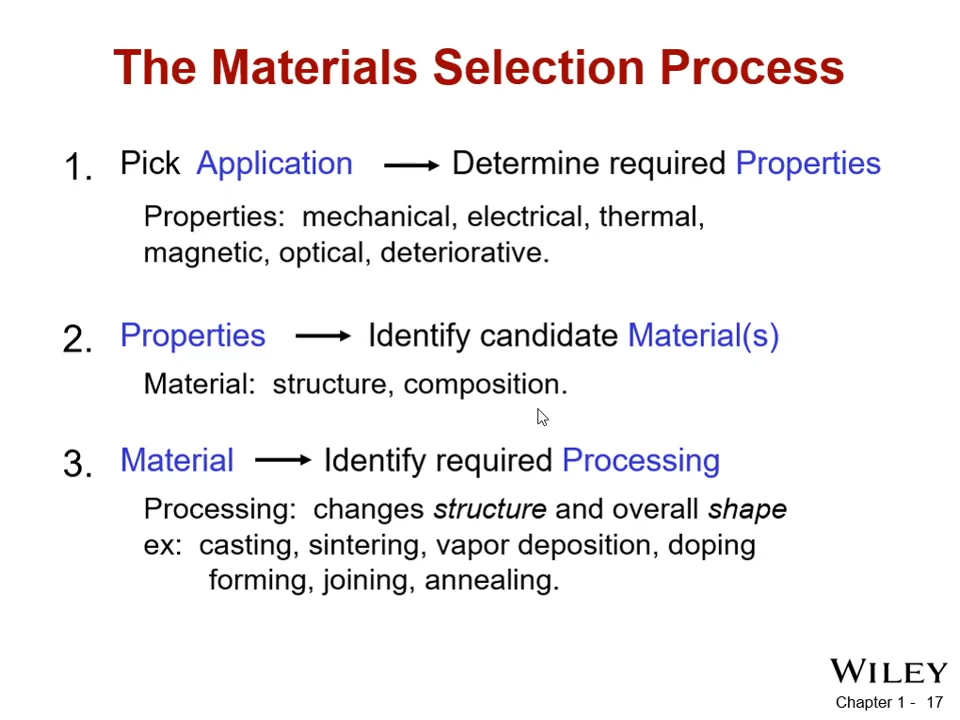 The Materials Selection Process
1. Pick Application → Determine required Properties
Properties: mechanical, electrical, thermal,
magnetic, optical, deteriorative.
2. Properties → Identify candidate Material(s)
Material: structure, composition.
3. Material → Identify required Processing
Processing: changes structure and overall shape
ex: casting, sintering, vapor deposition, doping
forming, joining, annealing.
WILEY
Chapter 1 - 17